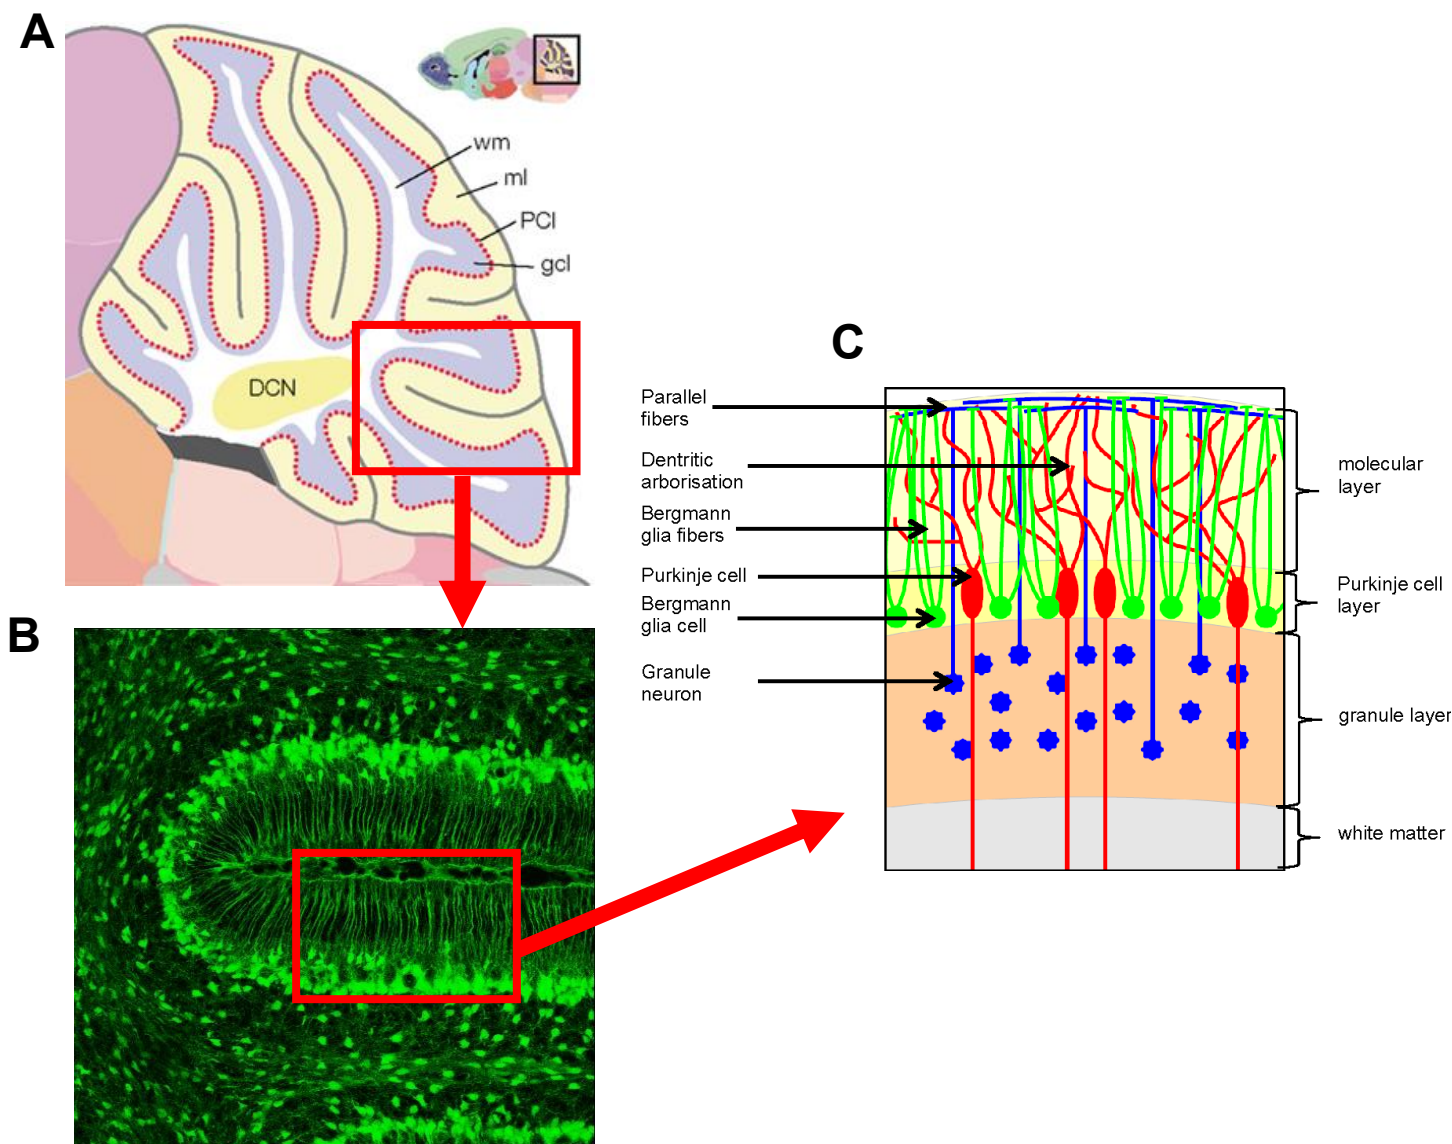 A
wm
ml
PCl
gcl
DCN
B
C
Parallel
fibers
Dentritic
arborisation
Bergmann
glia fibers
Purkinje cell
Bergmann
glia cell
Granule
neuron
molecular
layer
Purkinje cell
layer
granule layer
white matter